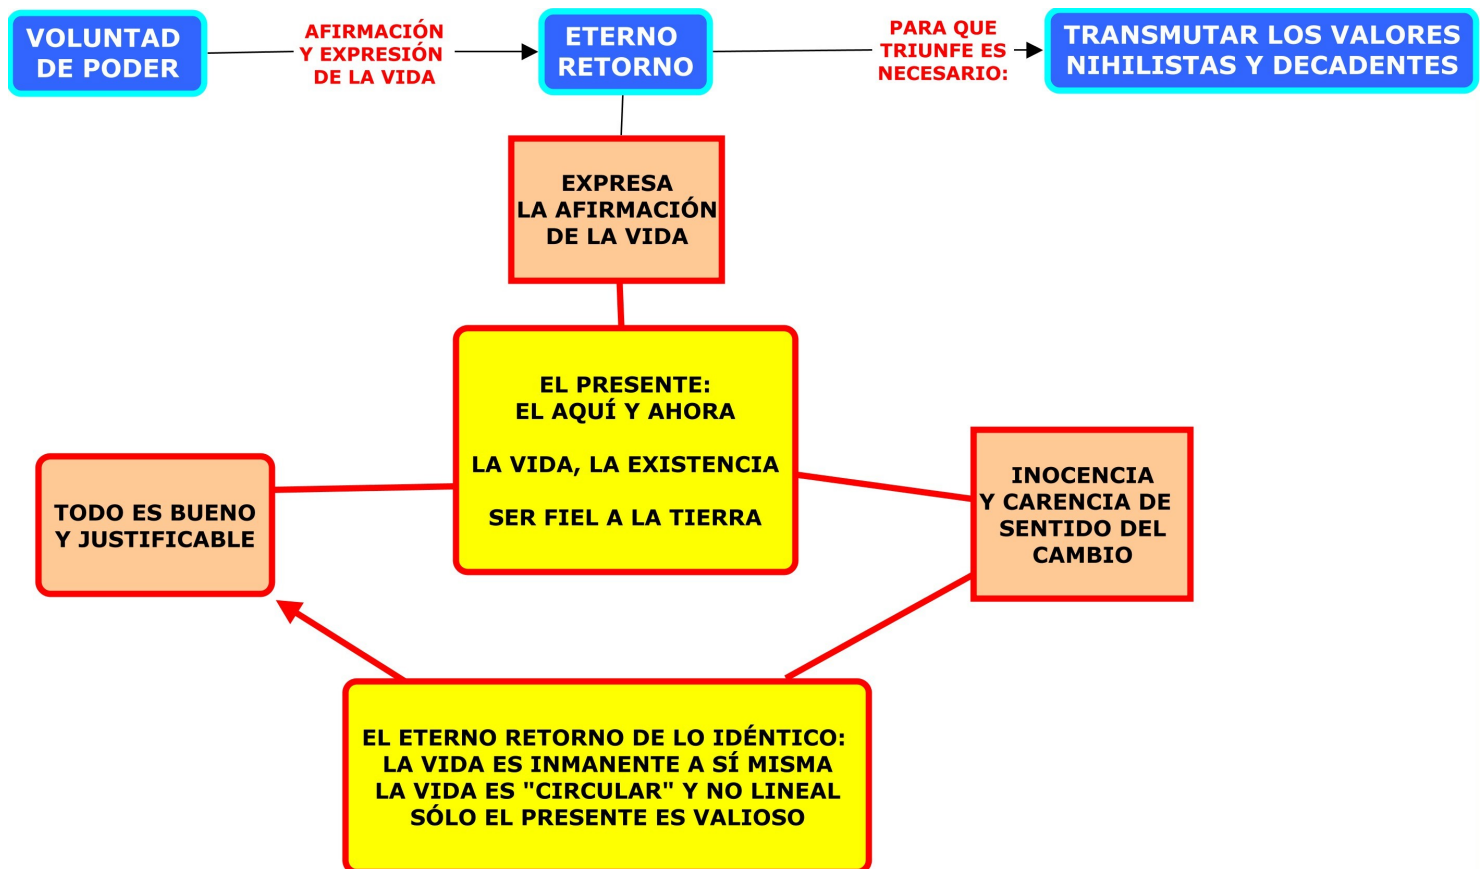 VOLUNTAD
DE PODER
AFIRMACIÓN
Y EXPRESIÓN
DE LA VIDA
ETERNO
RETORNO
PARA QUE
TRIUNFE ES
NECESARIO:
TRANSMUTAR LOS VALORES
NIHILISTAS Y DECADENTES
EXPRESA
LA AFIRMACIÓN
DE LA VIDA
EL PRESENTE:
EL AQUÍ Y AHORA
LA VIDA, LA EXISTENCIA
SER FIEL A LA TIERRA
TODO ES BUENO
Y JUSTIFICABLE
INOCENCIA
Y CARENCIA DE
SENTIDO DEL
CAMBIO
EL ETERNO RETORNO DE LO IDÉNTICO:
LA VIDA ES INMANENTE A SÍ MISMA
LA VIDA ES "CIRCULAR" Y NO LINEAL
SÓLO EL PRESENTE ES VALIOSO